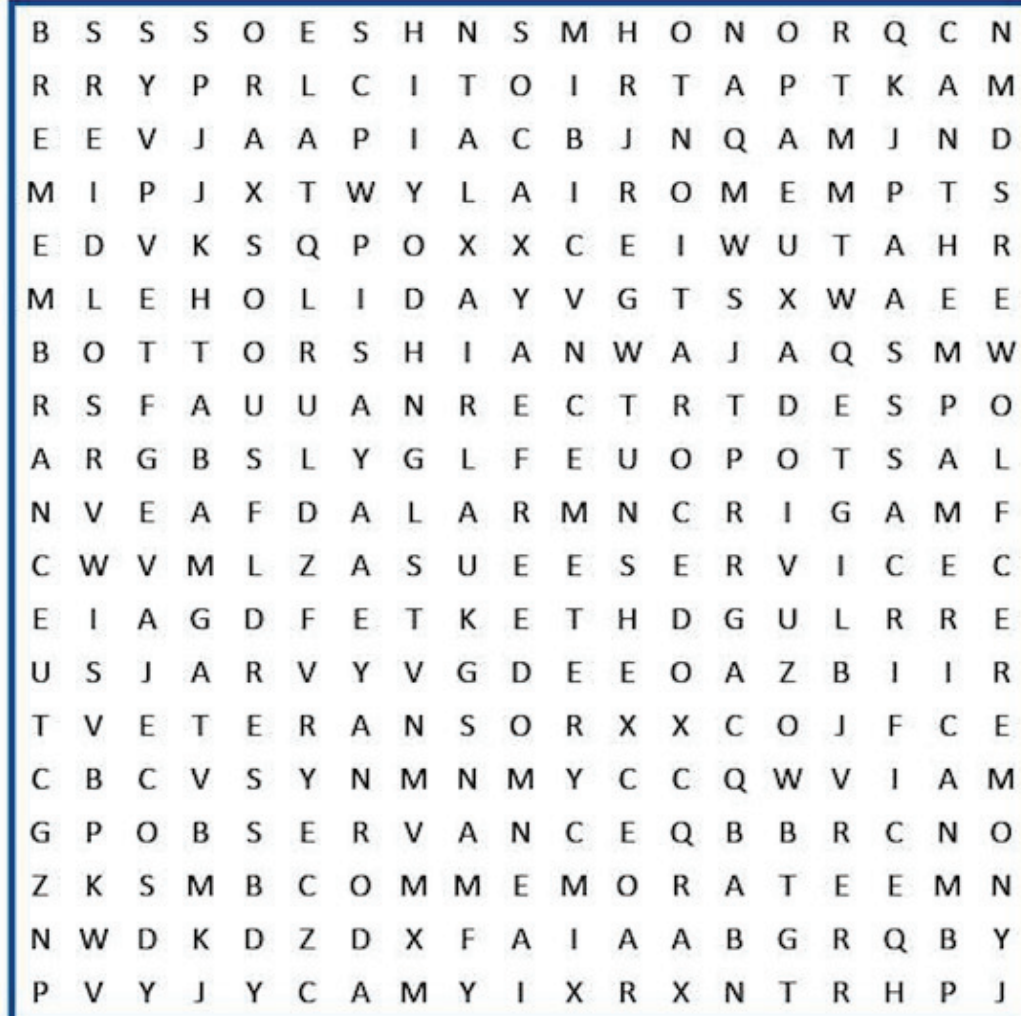 B S S S O E S H N S M H O N O R Q C N
R R Y P R L C I T O I R T A P T K A M
E E V J A A P I A C B J N Q A M J N D
M I P J X T W Y L A I R O M E M P T S
E D V K S Q P O X X C E I W U T A H R
M L E H O L I D A Y V G T S X W A E E
B O T T O R S H I A N W A J A Q S M W
R S F A U U A N R E C T R T D E S P O
A R G B S L Y G L F E U O P O T S A L
N V E A F D A L A R M N C R I G A M F
C W V M L Z A S U E E S E R V I C E C
E I A G D F E T K E T H D G U L R R E
U S J A R V Y V G D E E O A Z B I I R
T V E T E R A N S O R X X C O J F C E
C B C V S Y N M N M Y C C Q W V I A M
G P O B S E R V A N C E Q B B R C N O
Z K S M B C O M M E M O R A T E E M N
N W D K D Z D X F A I A A B G R Q B Y
P V Y J Y C A M Y I X R X N T R H P J